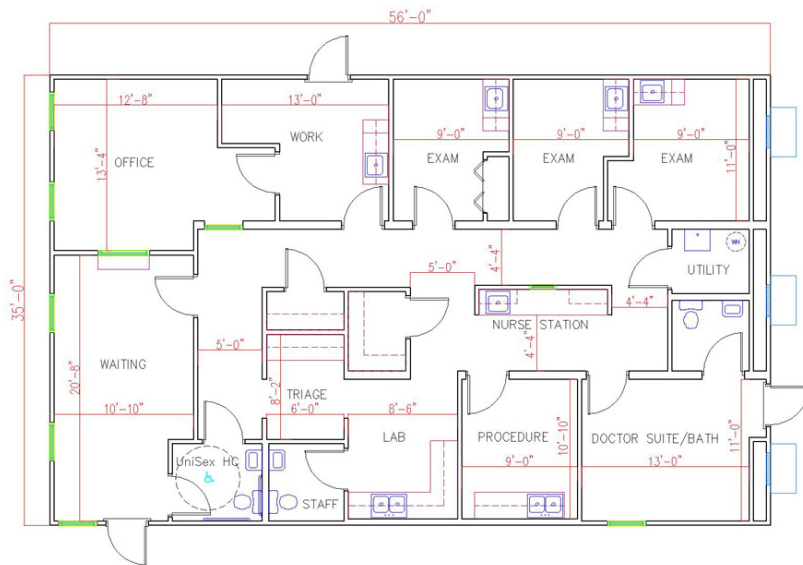 56'-0"
12'-8"
13'-0"
WORK
9'-0"
EXAM
9'-0"
EXAM
9'-0"
EXAM
11'-0"
OFFICE
13'-4"
35'-0"
4'-4"
WH
UTILITY
5'-0"
4'-4"
NURSE STATION
4'-4"
WAITING
20'-8"
10'-10"
5'-0"
8'-2"
TRIAGE
6'-0"
8'-6"
LAB
PROCEDURE
9'-0"
10'-10"
DOCTOR SUITE/BATH
13'-0"
11'-0"
UniSex HC
STAFF